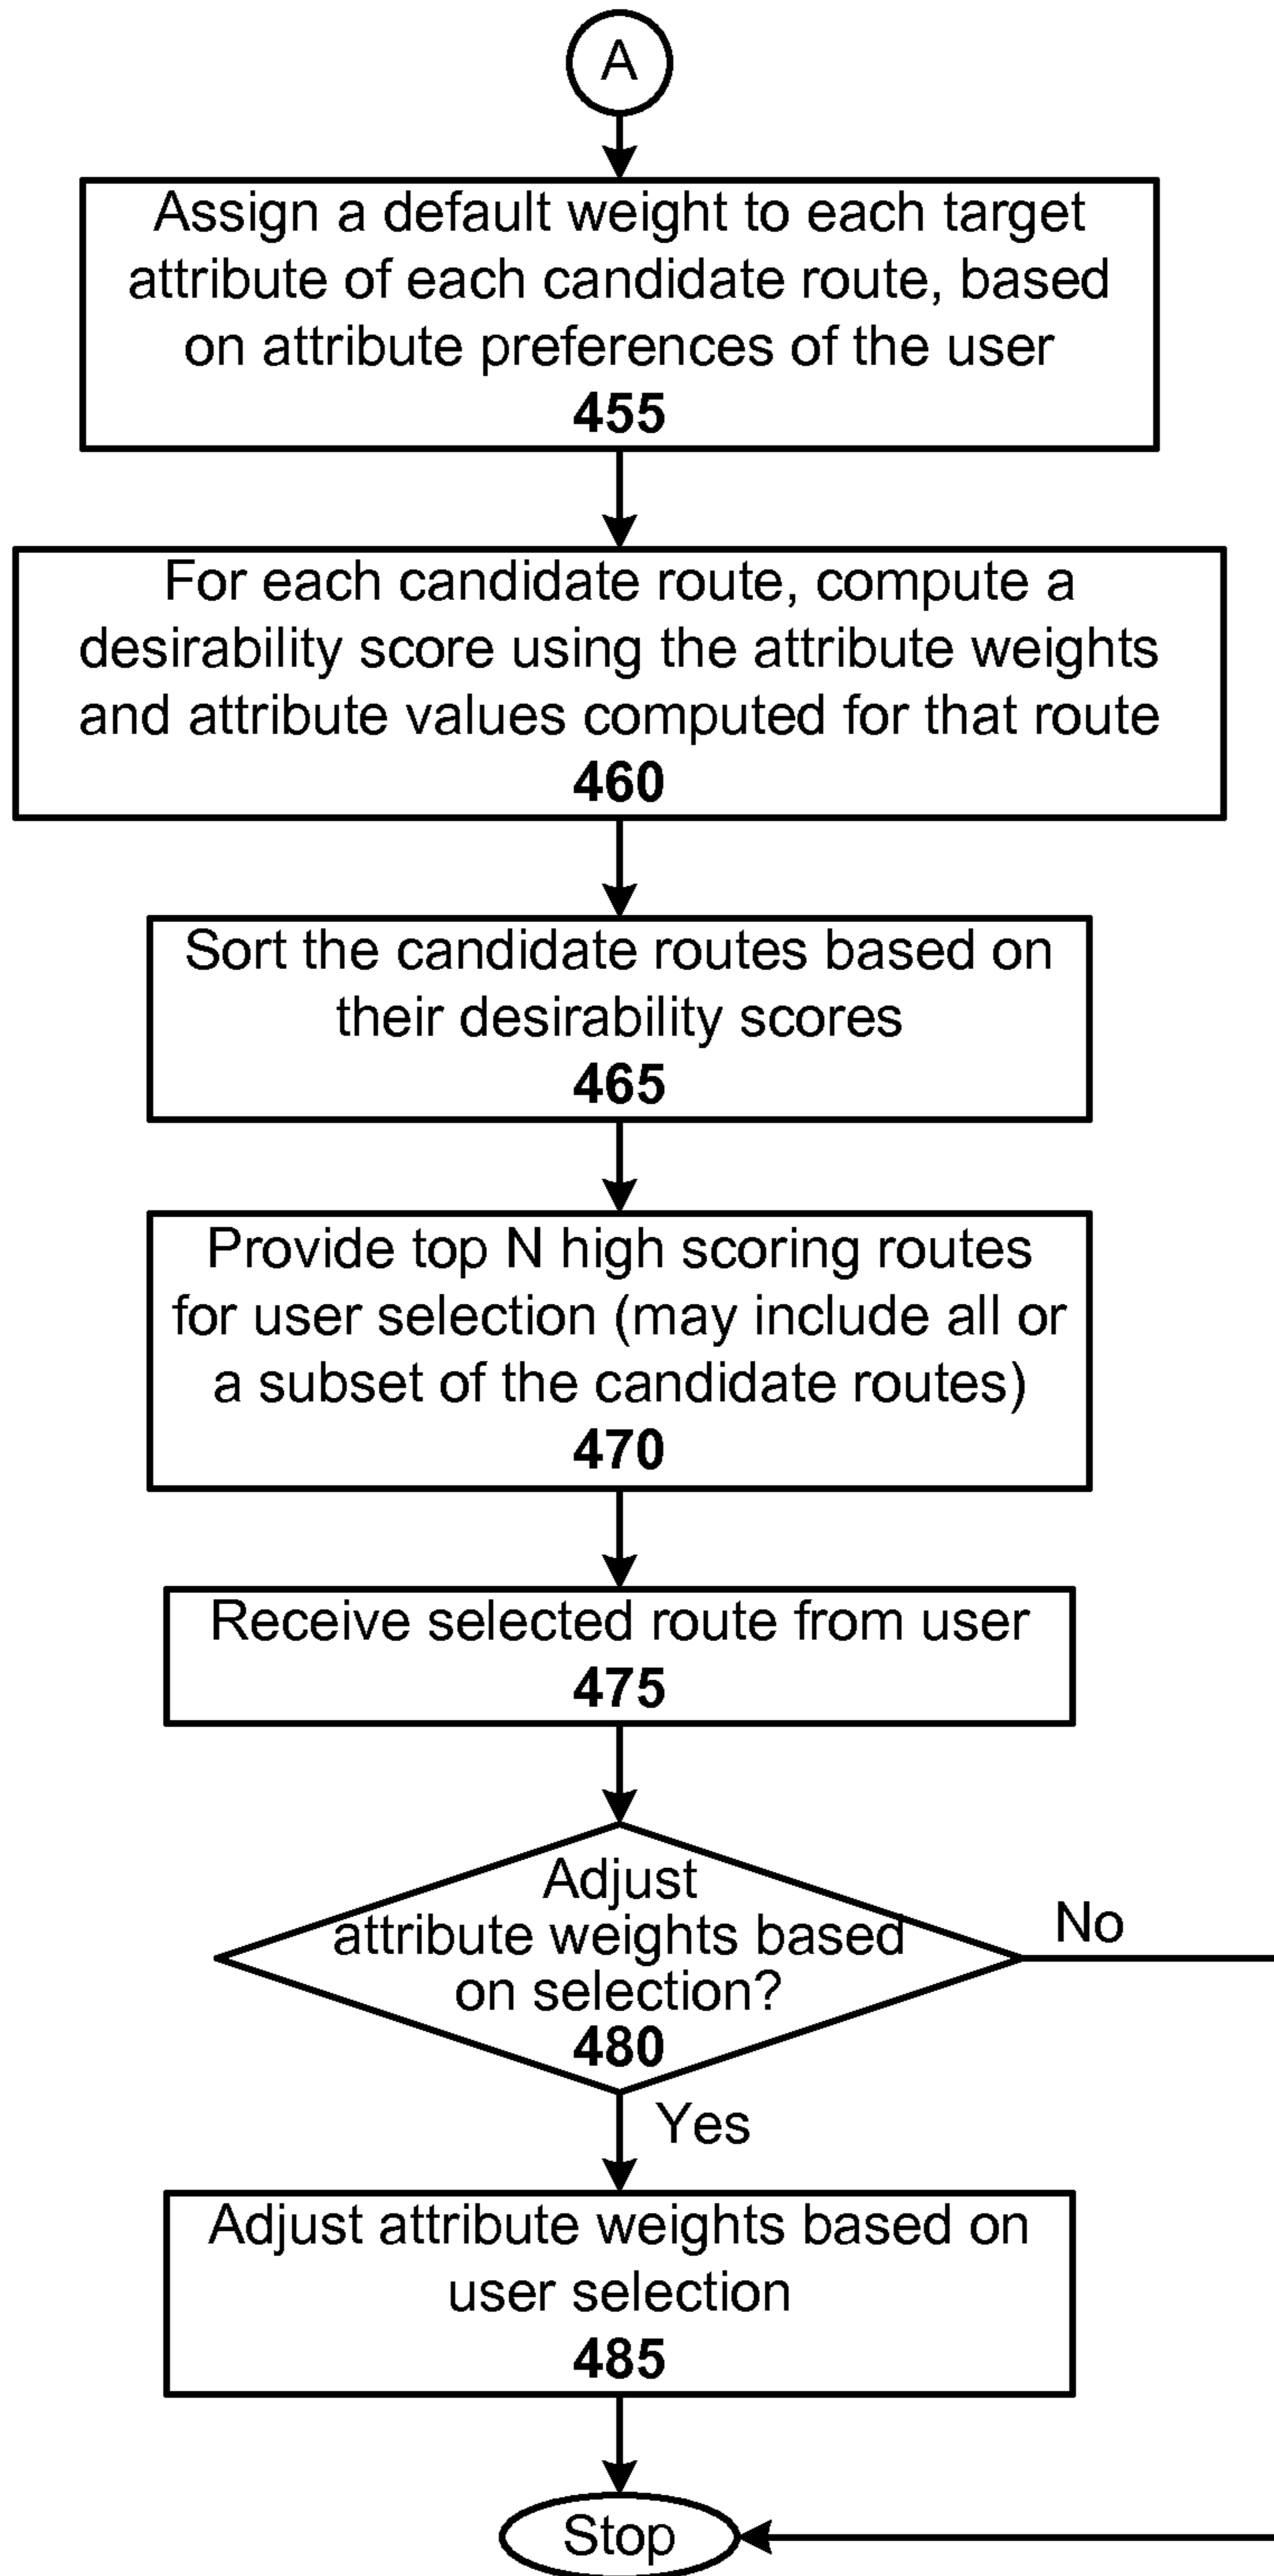 A
Assign a default weight to each target
attribute of each candidate route, based
on attribute preferences of the user
455
For each candidate route, compute a
desirability score using the attribute weights
and attribute values computed for that route
460
Sort the candidate routes based on
their desirability scores
465
Provide top N high scoring routes
for user selection (may include all or
a subset of the candidate routes)
470
Receive selected route from user
475
Adjust
attribute weights based
on selection?
480
No
Yes
Adjust attribute weights based on
user selection
485
Stop